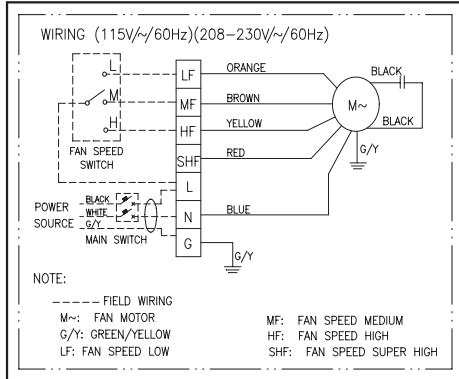 WIRING (115V/~/60Hz)(208-230V/~/60Hz)
L
M
H
FAN SPEED
SWITCH
LF
MF
HF
SHF
L
N
G
ORANGE
BROWN
YELLOW
RED
BLUE
G/Y
M~
BLACK
BLACK
G/Y
POWER
SOURCE
BLACK
WHITE
G/Y
MAIN SWITCH
NOTE:
FIELD WIRING
M~: FAN MOTOR
G/Y: GREEN/YELLOW
LF: FAN SPEED LOW
MF: FAN SPEED MEDIUM
HF: FAN SPEED HIGH
SHF: FAN SPEED SUPER HIGH